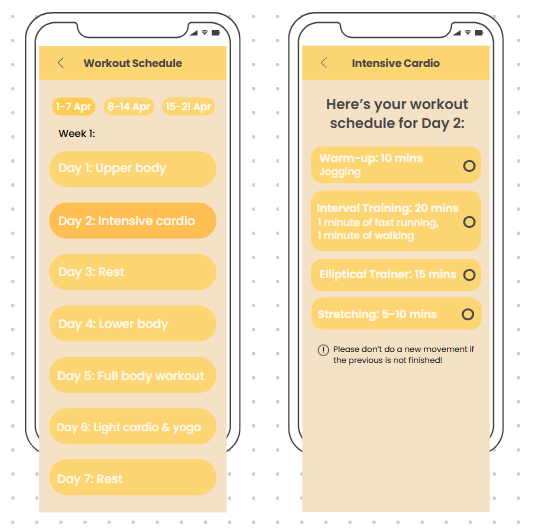 Workout Schedule
1-7 Apr
8-14 Apr
15-21 Apr
Week 1:
Day 1: Upper body
Day 2: Intensive cardio
Day 3: Rest
Day 4: Lower body
Day 5: Full body workout
Day 6: Light cardio & yoga
Day 7: Rest
Intensive Cardio
Here's your workout
schedule for Day 2:
Warm-up: 10 mins
Jogging
Interval Training: 20 mins
1 minute of fast running,
1 minute of walking
Elliptical Trainer: 15 mins
Stretching: 5-10 mins
Please don't do a new movement if
the previous is not finished!